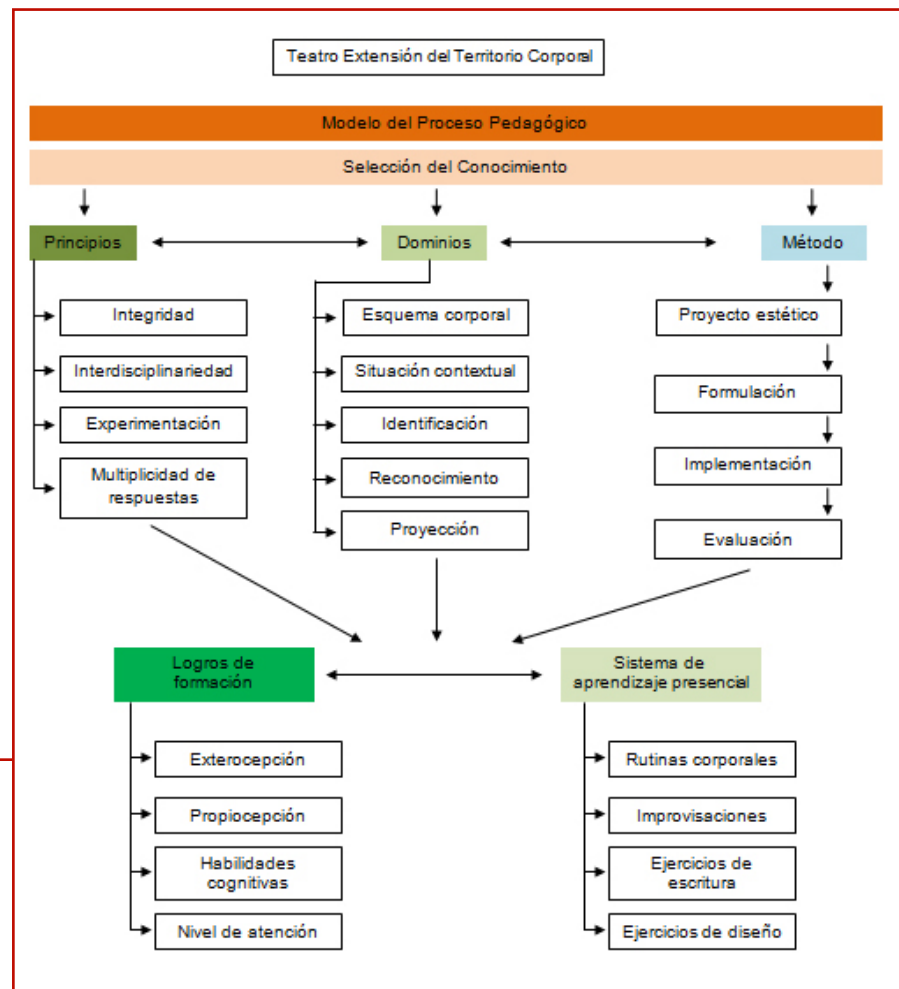 Teatro Extensión del Territorio Corporal
Modelo del Proceso Pedagógico
Selección del Conocimiento
Principios
Dominios
Método
Integridad
Esquema corporal
Proyecto estético
Interdisciplinariedad
Situación contextual
Formulación
Experimentación
Identificación
Implementación
Multiplicidad de
respuestas
Reconocimiento
Proyección
Evaluación
Logros de
formación
Sistema de
aprendizaje presencial
Exterocepción
Rutinas corporales
Propiocepción
Improvisaciones
Habilidades
cognitivas
Ejercicios de
escritura
Nivel de atención
Ejercicios de diseño